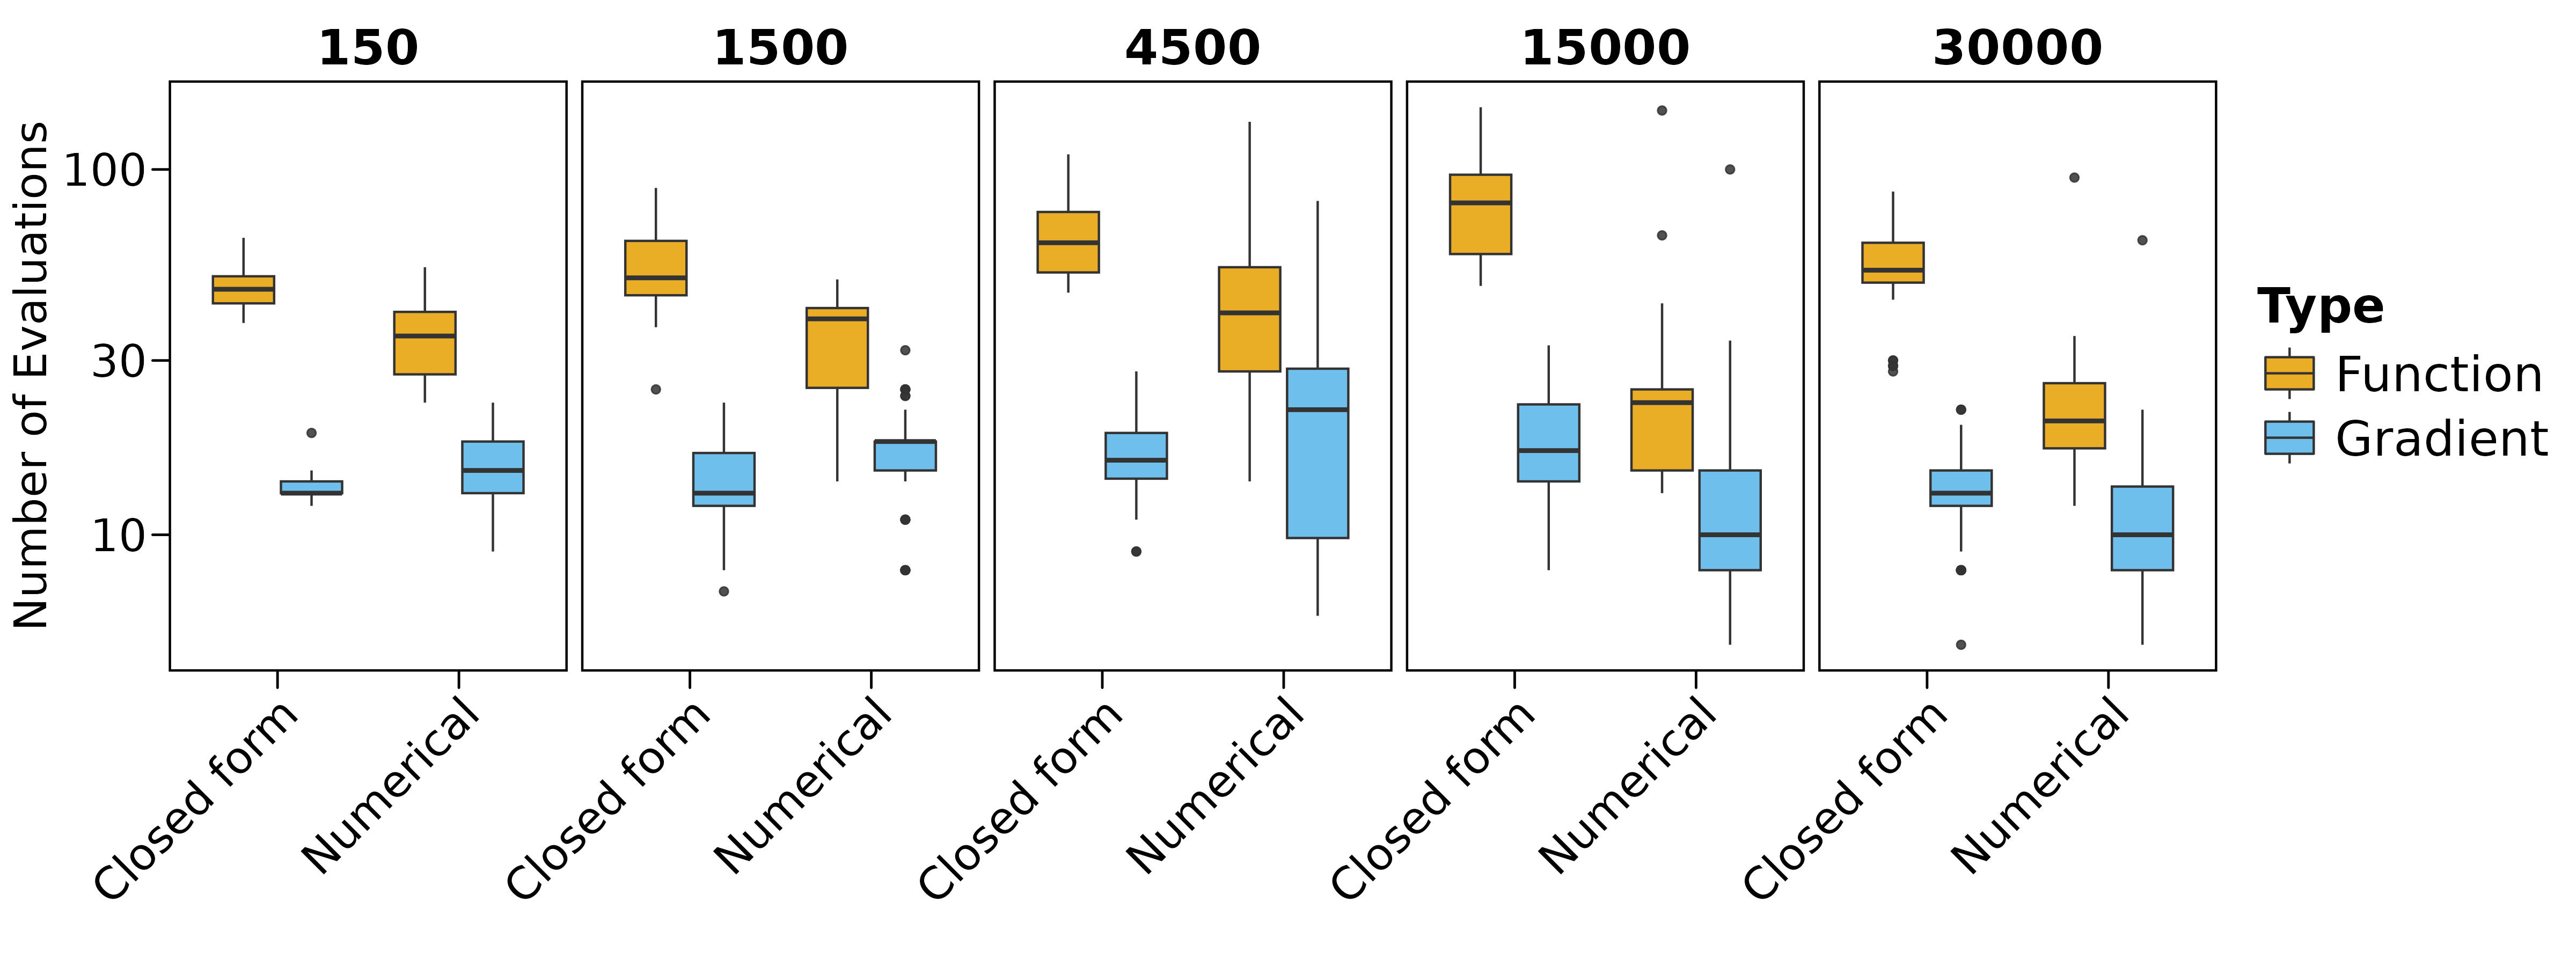 150 1500 4500 15000 30000
Number of Evaluations
100
30
10
Closed form Numerical Closed form Numerical Closed form Numerical Closed form Numerical Closed form Numerical
Type
Function
Gradient